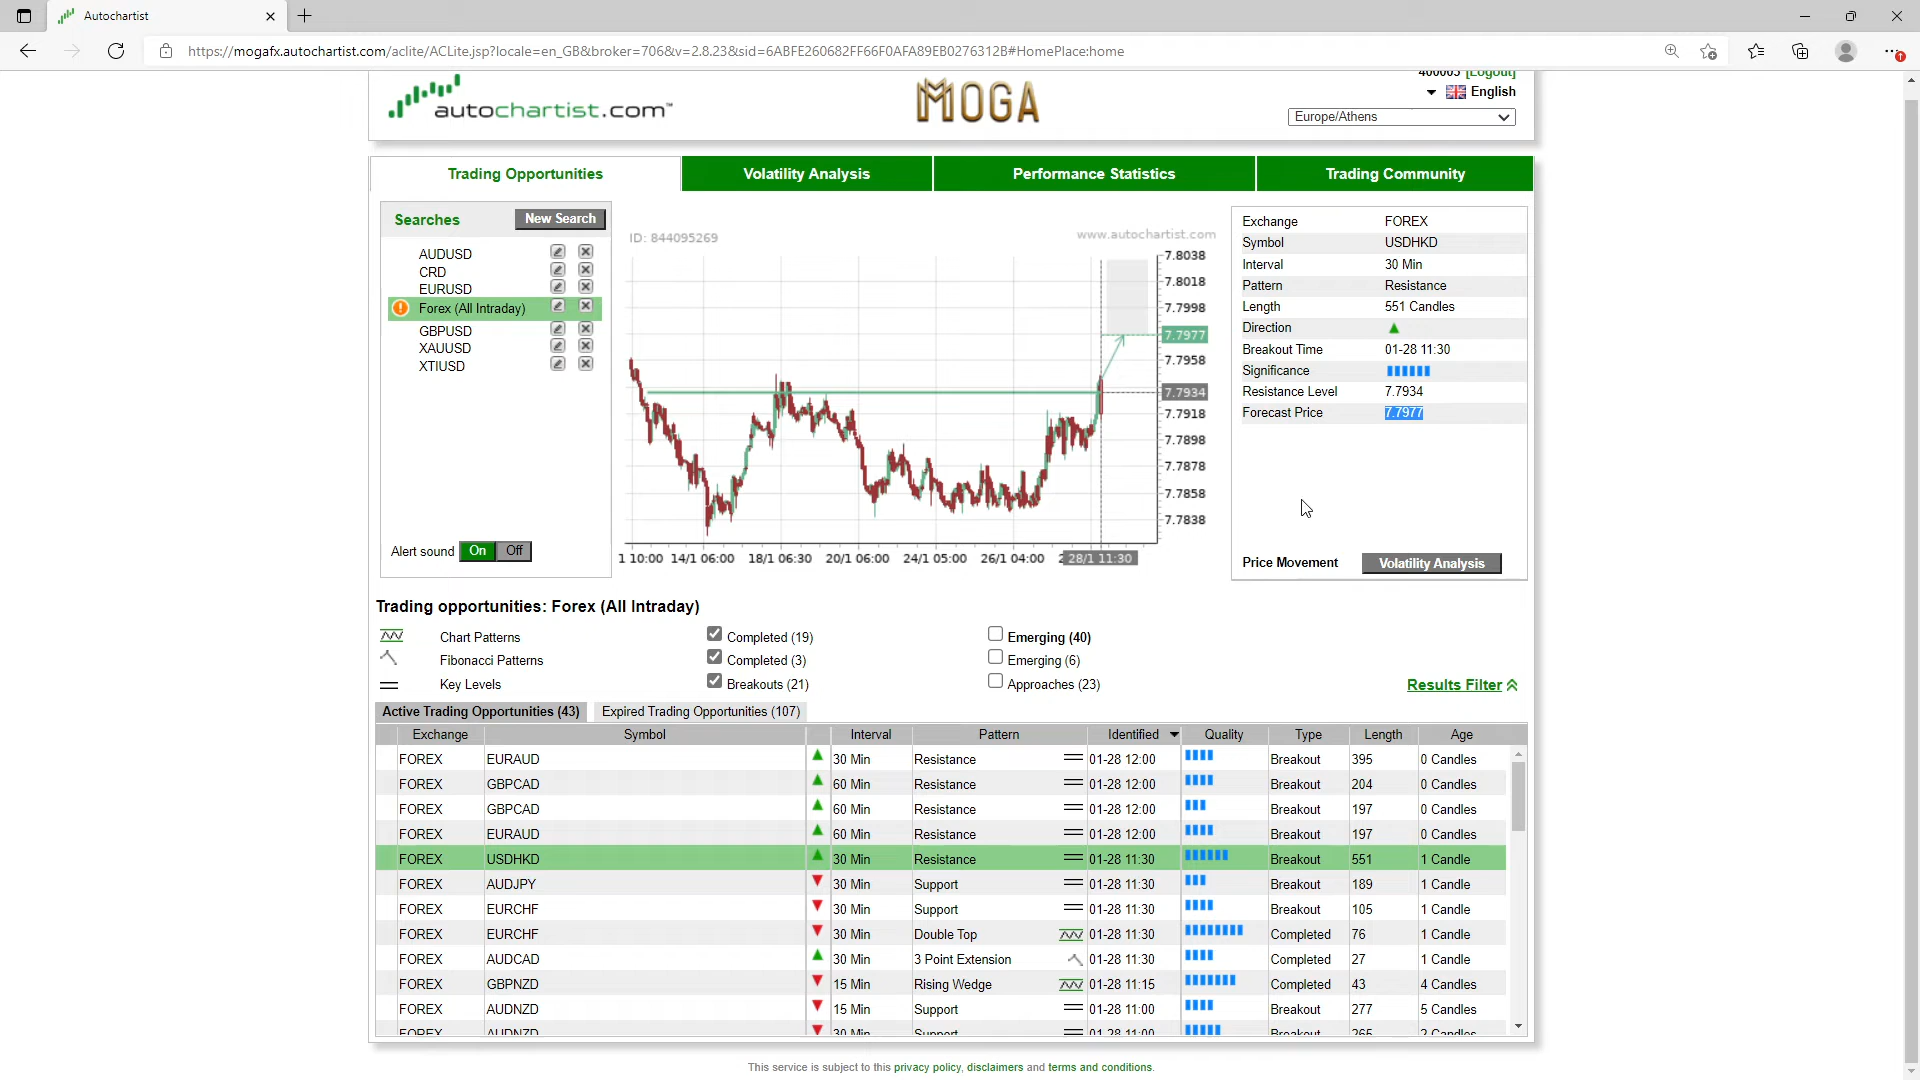 Autochartist
https://mogafx.autochartist.com/aclite/ACLite.jsp?locale=en_GB&broker=706&v=2.8.23&sid=6ABFE260682FF66F0AFA89EB0276312B#HomePlace:home
autochartist.com™
MOGA
400005 [Logout]
English
Europe/Athens
Trading Opportunities Volatility Analysis Performance Statistics Trading Community
Searches New Search
AUDUSD
CRD
EURUSD
Forex (All Intraday)
GBPUSD
XAUUSD
XTIUSD
Alert sound On Off
ID: 844095269 www.autochartist.com
7.8038
7.8018
7.7998
7.7977
7.7958
7.7934
7.7918
7.7898
7.7878
7.7858
7.7838
1 10:00 14/1 06:00 18/1 06:30 20/1 06:00 24/1 05:00 26/1 04:00 2 28/1 11:30
Exchange FOREX
Symbol USDHKD
Interval 30 Min
Pattern Resistance
Length 551 Candles
Direction
Breakout Time 01-28 11:30
Significance
Resistance Level 7.7934
Forecast Price 7.7977
Price Movement Volatility Analysis
Trading opportunities: Forex (All Intraday)
Chart Patterns Completed (19) Emerging (40)
Fibonacci Patterns Completed (3) Emerging (6)
Key Levels Breakouts (21) Approaches (23)
Results Filter
Active Trading Opportunities (43) Expired Trading Opportunities (107)
Exchange Symbol Interval Pattern Identified Quality Type Length Age
FOREX EURAUD 30 Min Resistance 01-28 12:00 Breakout 395 0 Candles
FOREX GBPCAD 60 Min Resistance 01-28 12:00 Breakout 204 0 Candles
FOREX GBPCAD 60 Min Resistance 01-28 12:00 Breakout 197 0 Candles
FOREX EURAUD 60 Min Resistance 01-28 12:00 Breakout 197 0 Candles
FOREX USDHKD 30 Min Resistance 01-28 11:30 Breakout 551 1 Candle
FOREX AUDJPY 30 Min Support 01-28 11:30 Breakout 189 1 Candle
FOREX EURCHF 30 Min Support 01-28 11:30 Breakout 105 1 Candle
FOREX EURCHF 30 Min Double Top 01-28 11:30 Completed 76 1 Candle
FOREX AUDCAD 30 Min 3 Point Extension 01-28 11:30 Completed 27 1 Candle
FOREX GBPNZD 15 Min Rising Wedge 01-28 11:15 Completed 43 4 Candles
FOREX AUDNZD 15 Min Support 01-28 11:00 Breakout 277 5 Candles
FOREX AUDNZD 30 Min Support 01-28 11:00 Breakout 265 2 Candles
This service is subject to this privacy policy, disclaimers and terms and conditions.